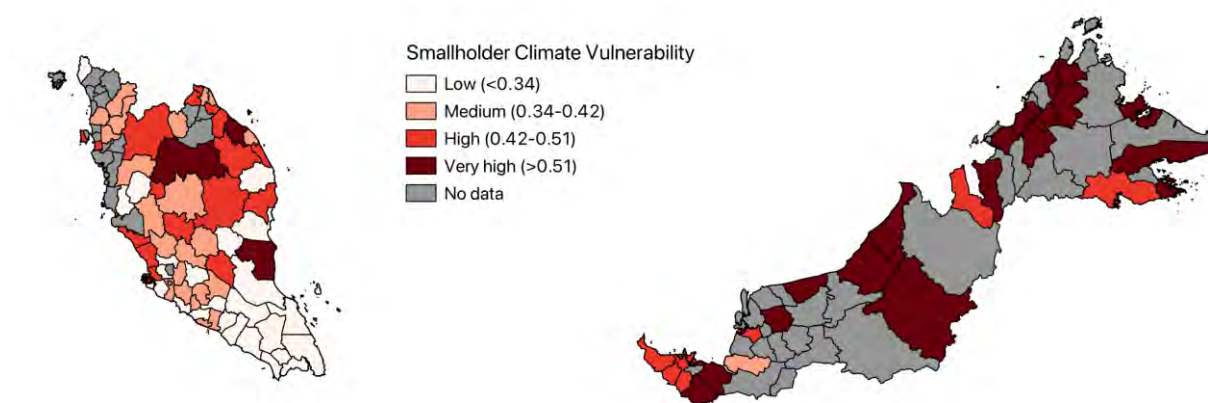 Smallholder Climate Vulnerability
Low (<0.34)
Medium (0.34-0.42)
High (0.42-0.51)
Very high (>0.51)
No data